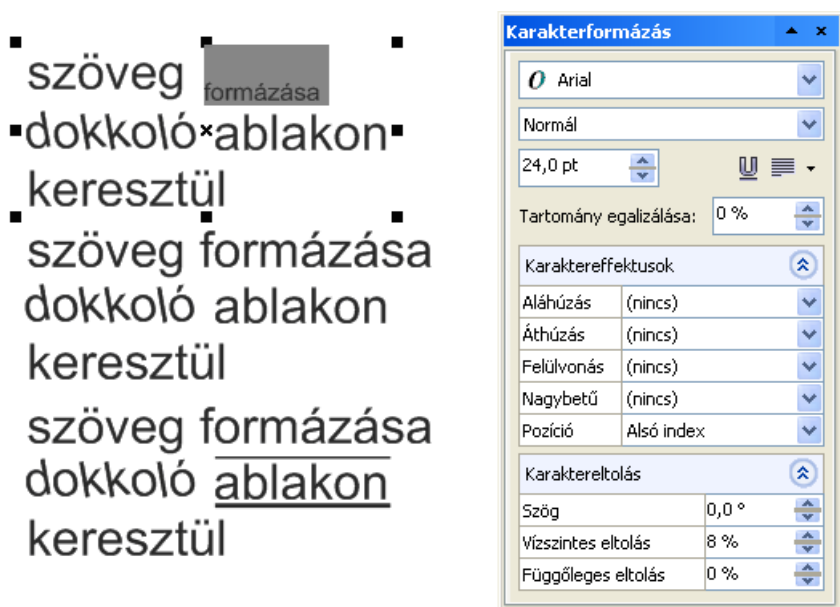 szöveg formázása
dokkoló ablakon
keresztül
szöveg formázása
dokkoló ablakon
keresztül
szöveg formázása
dokkoló ablakon
keresztül
Karakterformázás
O Arial
Normál
24,0 pt U
Tartomány egalizálása: 0 %
Karaktereffektusok
Aláhúzás (nincs)
Áthúzás (nincs)
Felülvonás (nincs)
Nagybetű (nincs)
Pozíció Alsó index
Karaktereltolás
Szög 0,0 °
Vízszintes eltolás 8 %
Függőleges eltolás 0 %